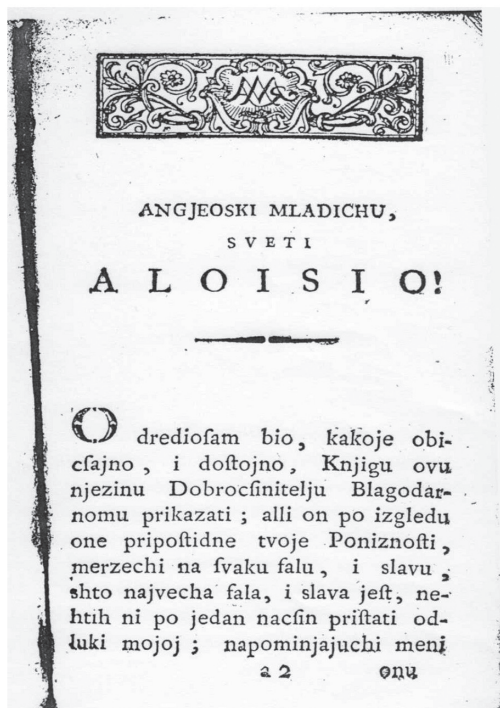 ANGJEOSKI MLADICHU,
SVETI
ALOISIO!
Odredioſam bio, kakoje obi-
cſajno, i doſtojno, Knjigu ovu
njezinu Dobrocſinitelju Blagodar-
nomu prikazati; alli on po izgledu
one pripoſtidne tvoje Poniznoſti,
merzechi na ſvaku falu, i slavu,
shto najvecha fala, i slava jeſt, ne-
htih ni po jedan nacſin priſtati od-
luki mojoj; napominjajuchi meni
a 2 onu